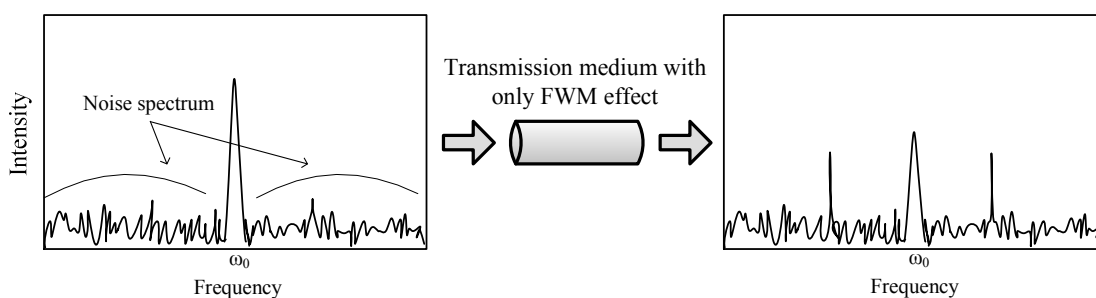 Intensity
Noise spectrum
ω₀
Frequency
Transmission medium with
only FWM effect
ω₀
Frequency